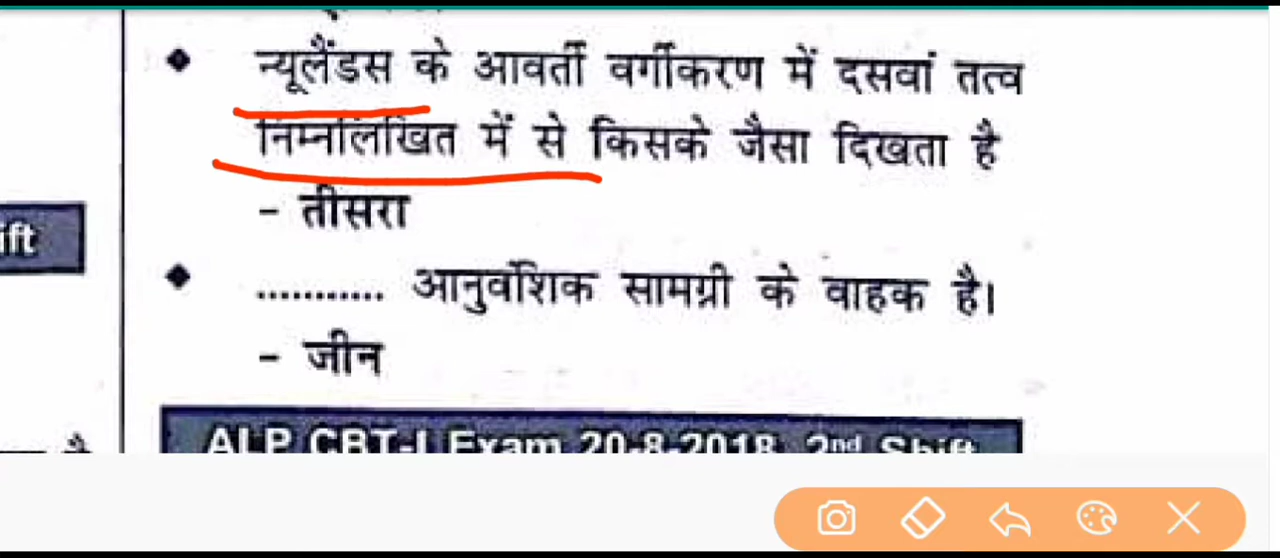 ift
◆ न्यूलैंडस के आवर्ती वर्गीकरण में दसवां तत्व
निम्नलिखित में से किसके जैसा दिखता है
- तीसरा
◆ ............ आनुवंशिक सामग्री के वाहक है।
- जीन
ALP CBT-I Exam 20-8-2018 2nd Shift